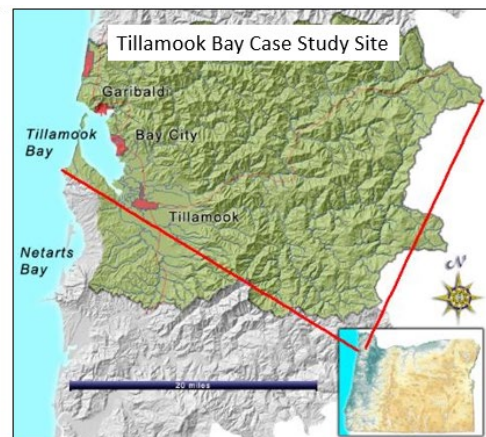 Tillamook Bay Case Study Site
Garibaldi
Tillamook
Bay
Bay City
Tillamook
Netarts
Bay
N
20 miles